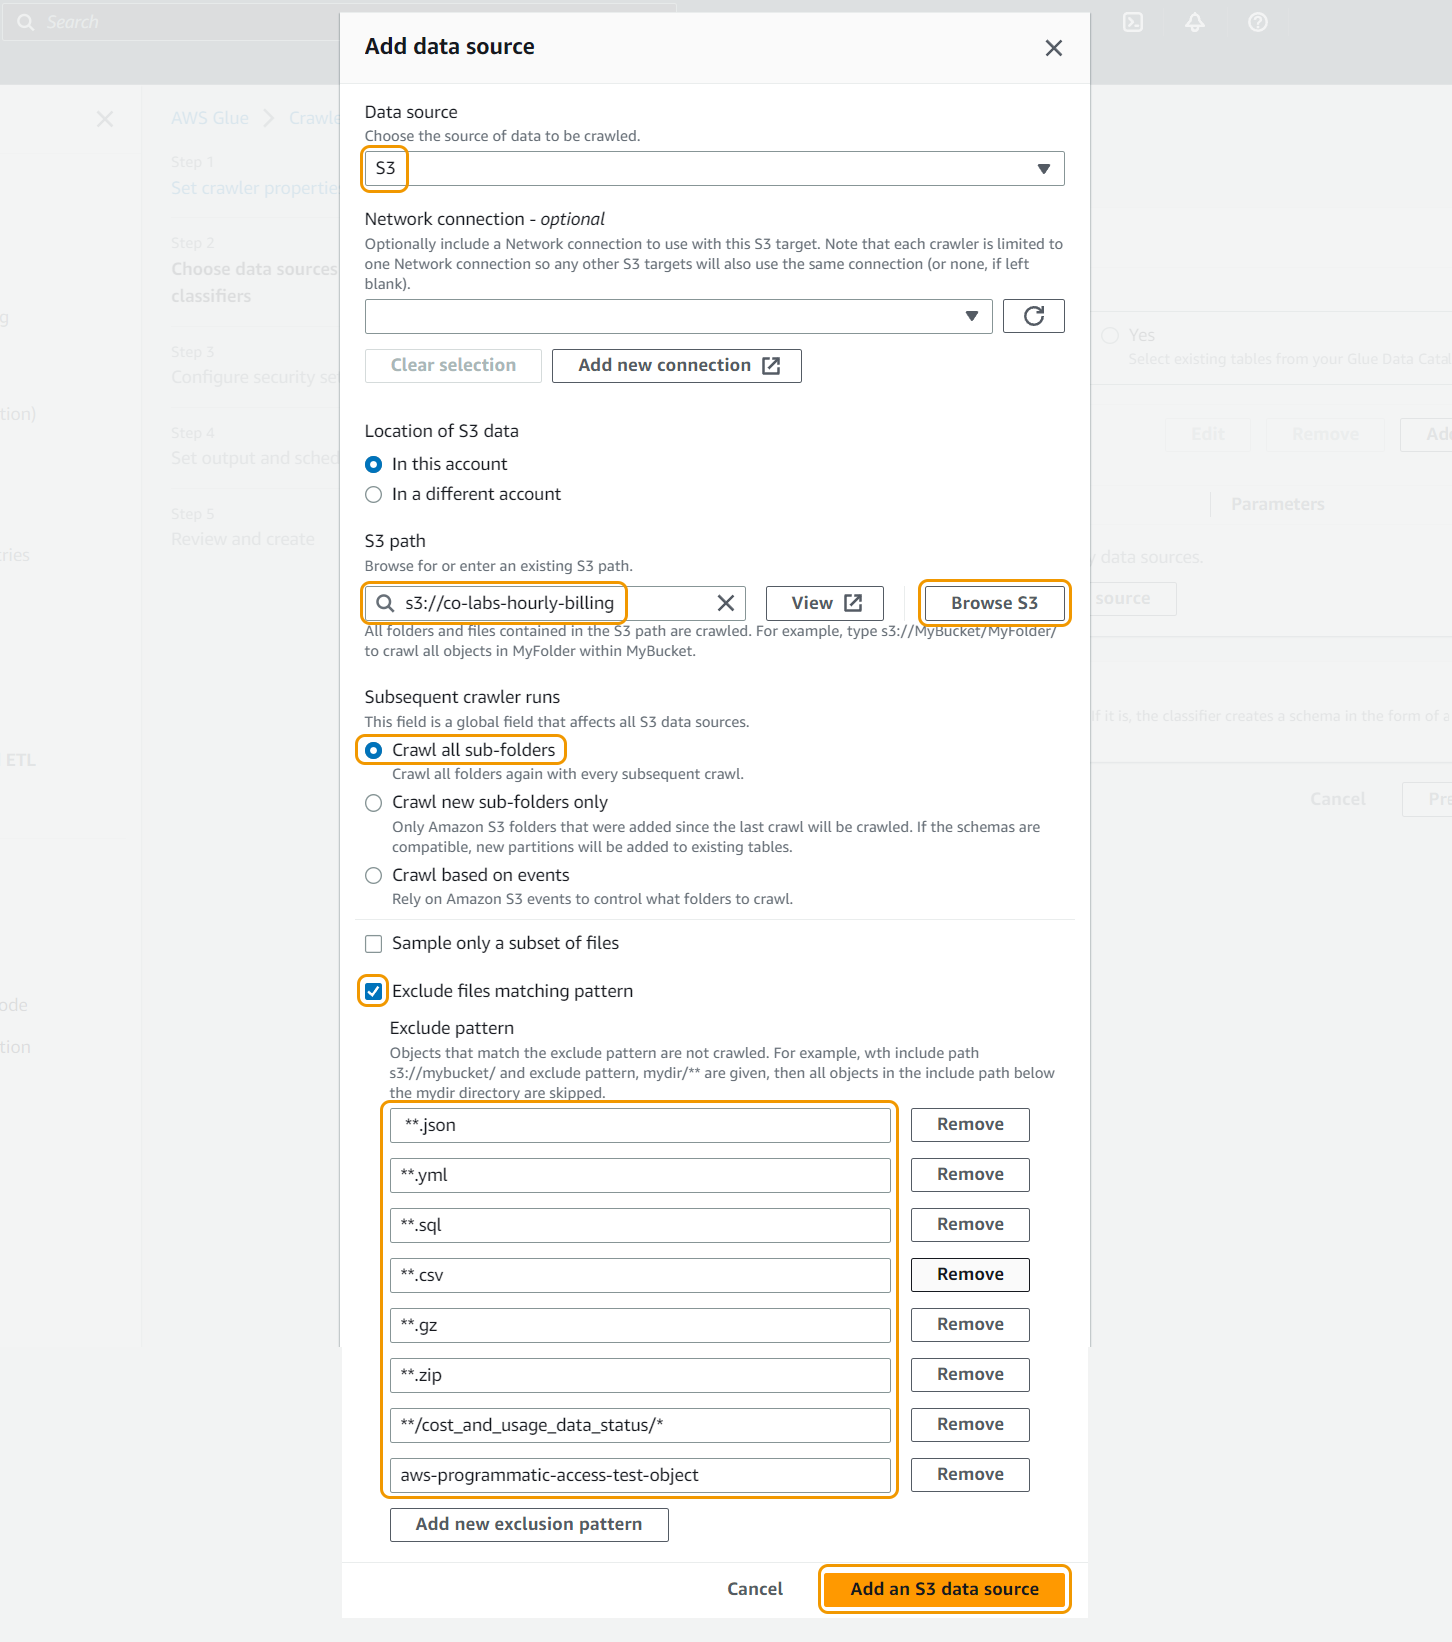 Search
Add data source
AWS Glue
Step 1
Set crawler
Step 2
Choose data sources
classifiers
Step 3
Configure security
Step 4
Set output and
Step 5
Review and create
ETL
Data source
Choose the source of data to be crawled.
S3
Network connection - optional
Optionally include a Network connection to use with this S3 target. Note that each crawler is limited to
one Network connection so any other S3 targets will also use the same connection (or none, if left
blank).
Clear selection
Add new connection
Location of S3 data
In this account
In a different account
S3 path
Browse for or enter an existing S3 path.
s3://co-labs-hourly-billing
View
Browse S3
All folders and files contained in the S3 path are crawled. For example, type s3://MyBucket/MyFolder/
to crawl all objects in MyFolder within MyBucket.
Subsequent crawler runs
This field is a global field that affects all S3 data sources.
Crawl all sub-folders
Crawl all folders again with every subsequent crawl.
Crawl new sub-folders only
Only Amazon S3 folders that were added since the last crawl will be crawled. If the schemas are
compatible, new partitions will be added to existing tables.
Crawl based on events
Rely on Amazon S3 events to control what folders to crawl.
Sample only a subset of files
Exclude files matching pattern
Exclude pattern
Objects that match the exclude pattern are not crawled. For example, wth include path
s3://mybucket/ and exclude pattern, mydir/** are given, then all objects in the include path below
the mydir directory are skipped.
**.json
Remove
**.yml
Remove
**.sql
Remove
**.csv
Remove
**.gz
Remove
**.zip
Remove
**/cost_and_usage_data_status/*
Remove
aws-programmatic-access-test-object
Remove
Add new exclusion pattern
Cancel
Add an S3 data source
Yes
Select existing tables from your Glue Data
Edit
Remove
Parameters
data sources.
source
If it is, the classifier creates a schema in the form of a
Cancel